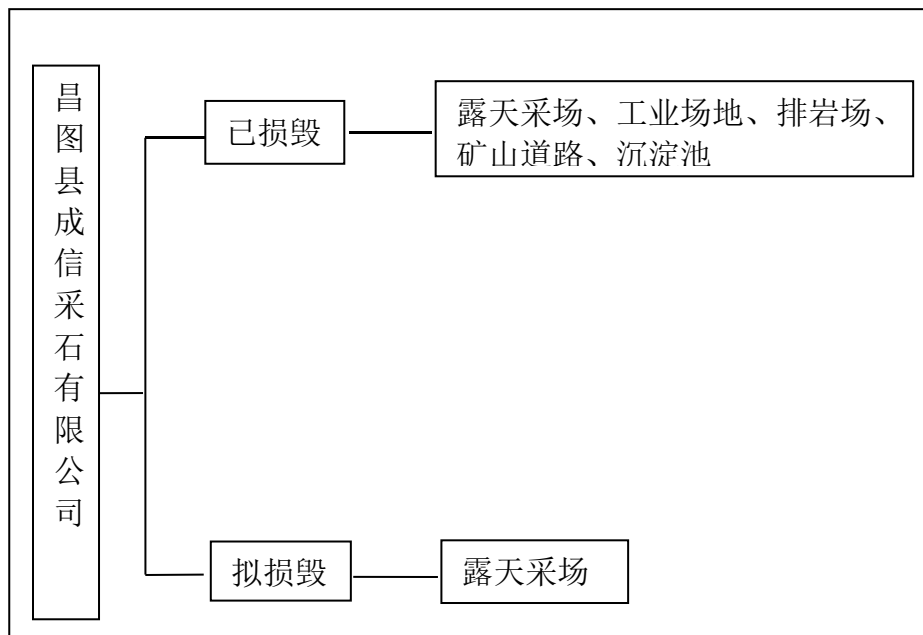 昌图县成信采石有限公司
已损毁
露天采场、工业场地、排岩场、
矿山道路、沉淀池
拟损毁
露天采场